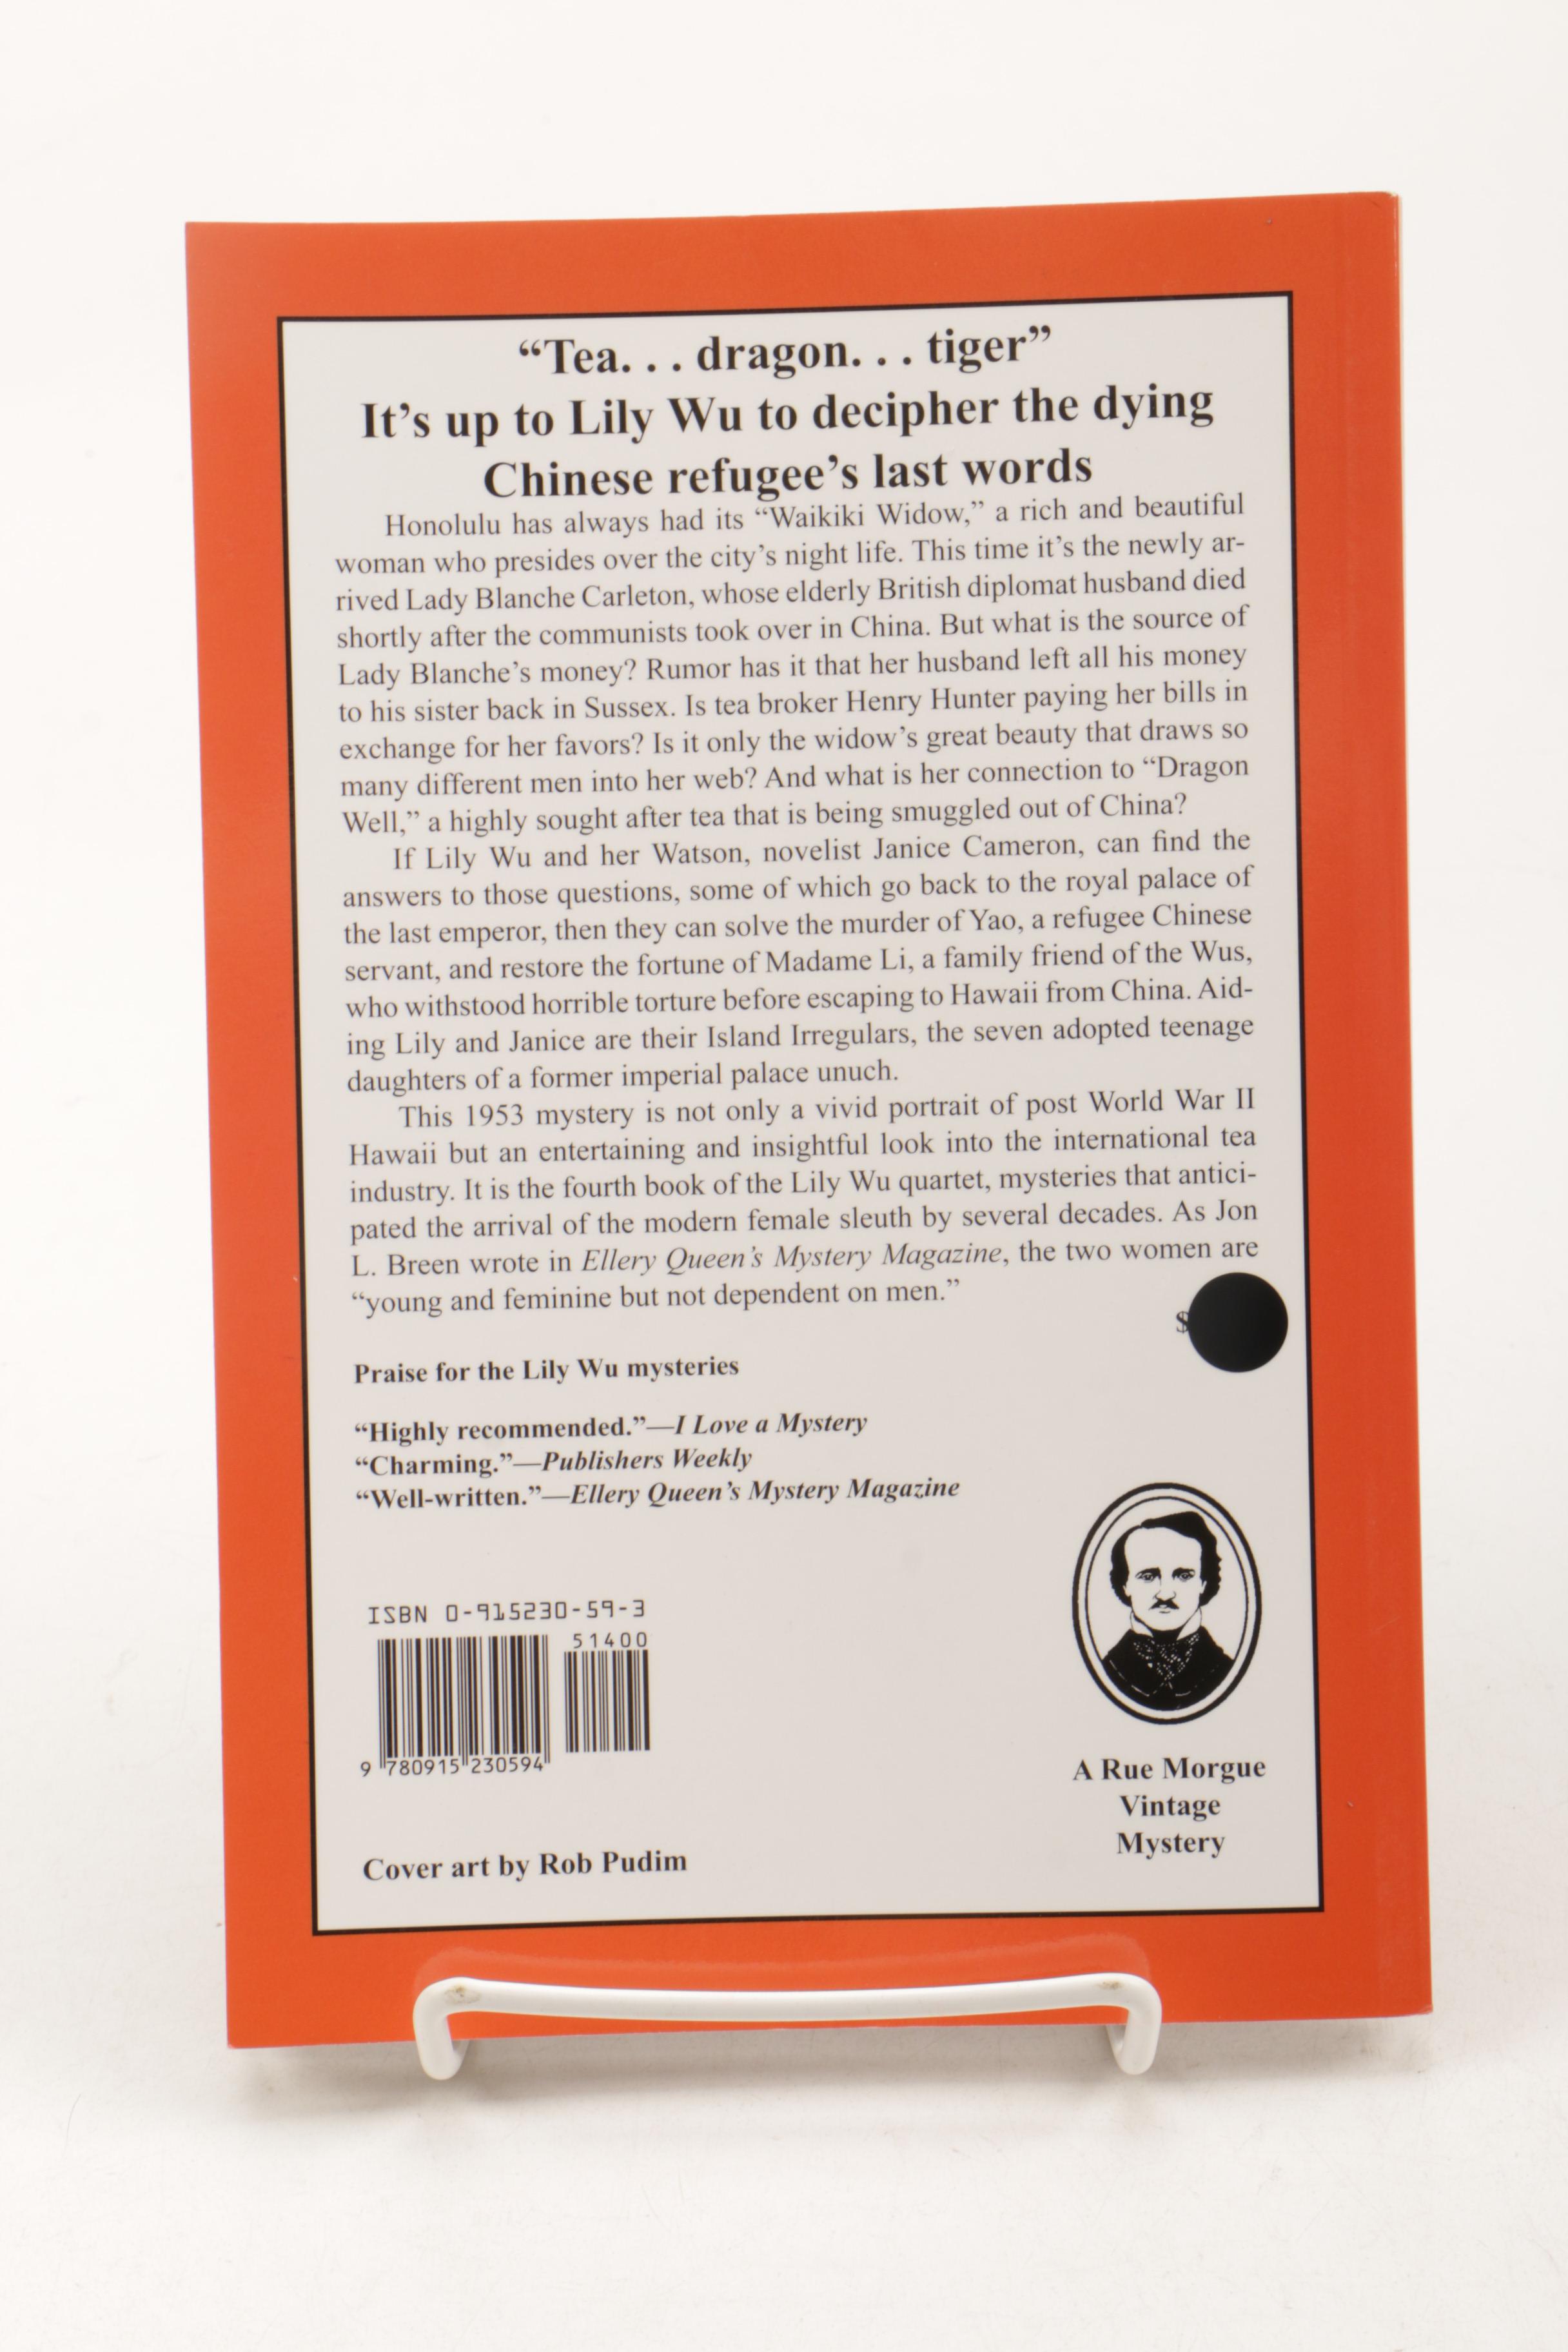 “Tea. . . dragon. . . tiger”
It’s up to Lily Wu to decipher the dying
Chinese refugee’s last words
Honolulu has always had its “Waikiki Widow,” a rich and beautiful
woman who presides over the city’s night life. This time it’s the newly ar-
rived Lady Blanche Carleton, whose elderly British diplomat husband died
shortly after the communists took over in China. But what is the source of
Lady Blanche’s money? Rumor has it that her husband left all his money
to his sister back in Sussex. Is tea broker Henry Hunter paying her bills in
exchange for her favors? Is it only the widow’s great beauty that draws so
many different men into her web? And what is her connection to “Dragon
Well,” a highly sought after tea that is being smuggled out of China?
If Lily Wu and her Watson, novelist Janice Cameron, can find the
answers to those questions, some of which go back to the royal palace of
the last emperor, then they can solve the murder of Yao, a refugee Chinese
servant, and restore the fortune of Madame Li, a family friend of the Wus,
who withstood horrible torture before escaping to Hawaii from China. Aid-
ing Lily and Janice are their Island Irregulars, the seven adopted teenage
daughters of a former imperial palace unuch.
This 1953 mystery is not only a vivid portrait of post World War II
Hawaii but an entertaining and insightful look into the international tea
industry. It is the fourth book of the Lily Wu quartet, mysteries that antici-
pated the arrival of the modern female sleuth by several decades. As Jon
L. Breen wrote in Ellery Queen’s Mystery Magazine, the two women are
“young and feminine but not dependent on men.”
$
Praise for the Lily Wu mysteries
“Highly recommended.”—I Love a Mystery
“Charming.”—Publishers Weekly
“Well-written.”—Ellery Queen’s Mystery Magazine
ISBN 0-915230-59-3
51400
9 780915 230594
A Rue Morgue
Vintage
Mystery
Cover art by Rob Pudim